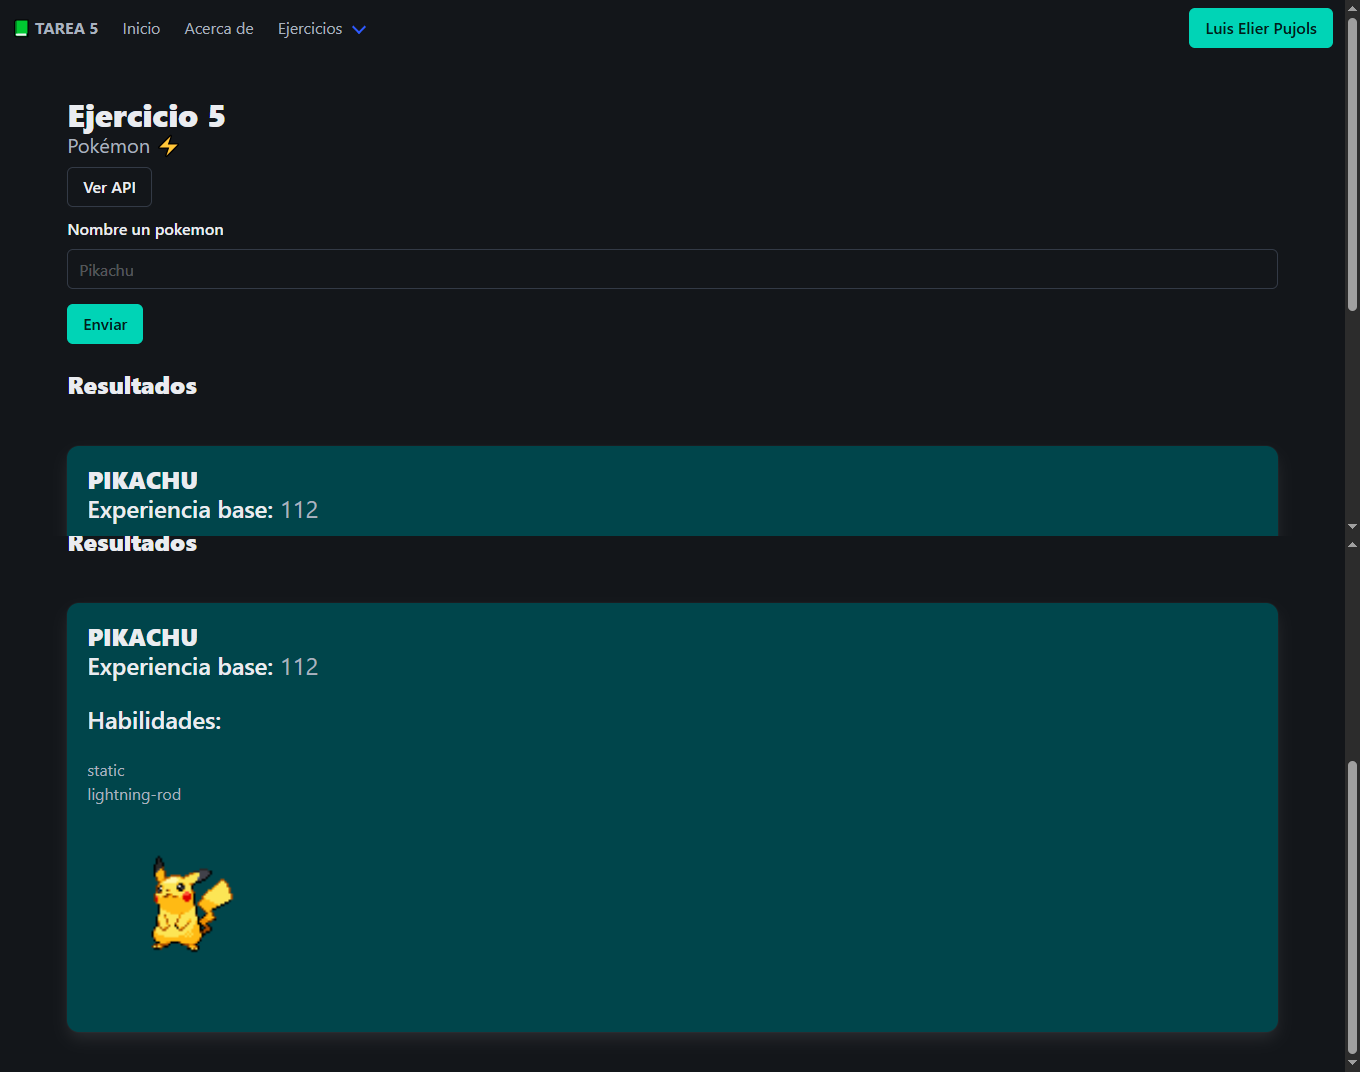 TAREA 5 Inicio Acerca de Ejercicios Luis Elier Pujols
Ejercicio 5
Pokémon ⚡
Ver API
Nombre un pokemon
Pikachu
Enviar
Resultados
PIKACHU
Experiencia base: 112
Resultados
PIKACHU
Experiencia base: 112
Habilidades:
static
lightning-rod